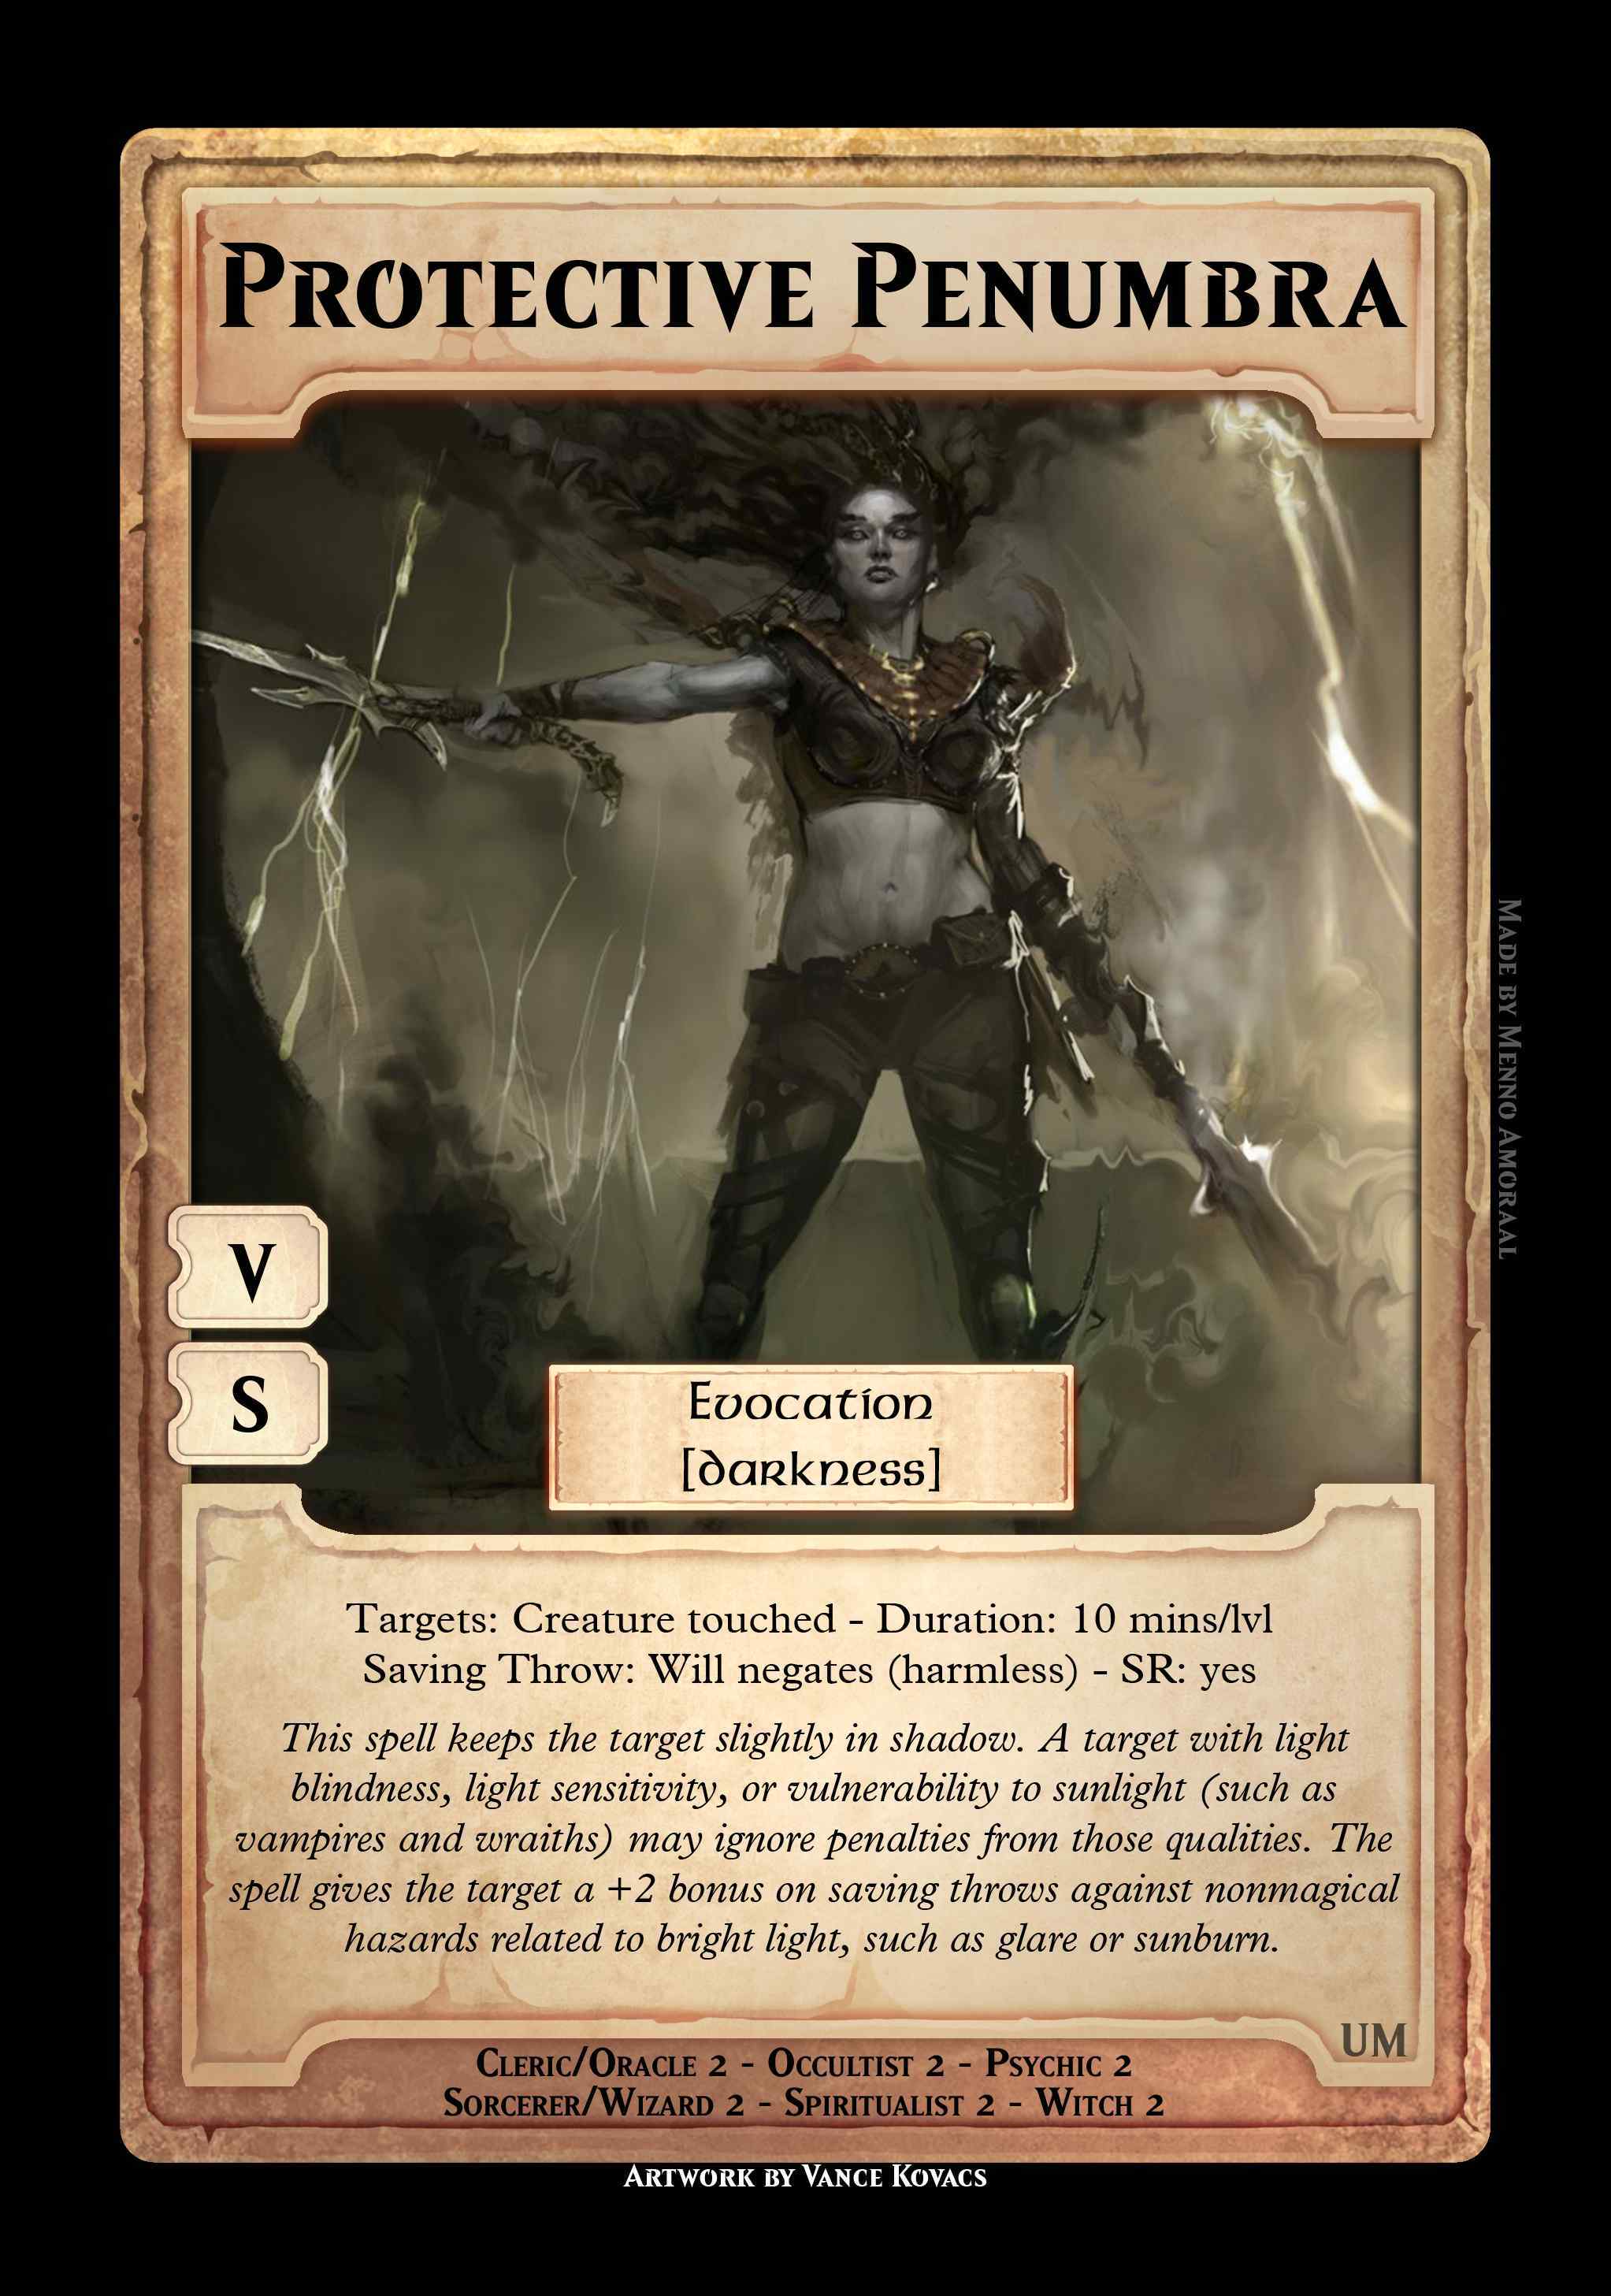 Protective Penumbra
V
S
Evocation
[darkness]
Targets: Creature touched - Duration: 10 mins/lvl
Saving Throw: Will negates (harmless) - SR: yes
This spell keeps the target slightly in shadow. A target with light
blindness, light sensitivity, or vulnerability to sunlight (such as
vampires and wraiths) may ignore penalties from those qualities. The
spell gives the target a +2 bonus on saving throws against nonmagical
hazards related to bright light, such as glare or sunburn.
UM
Cleric/Oracle 2 - Occultist 2 - Psychic 2
Sorcerer/Wizard 2 - Spiritualist 2 - Witch 2
Artwork by Vance Kovacs
Made by Menno Amoraal